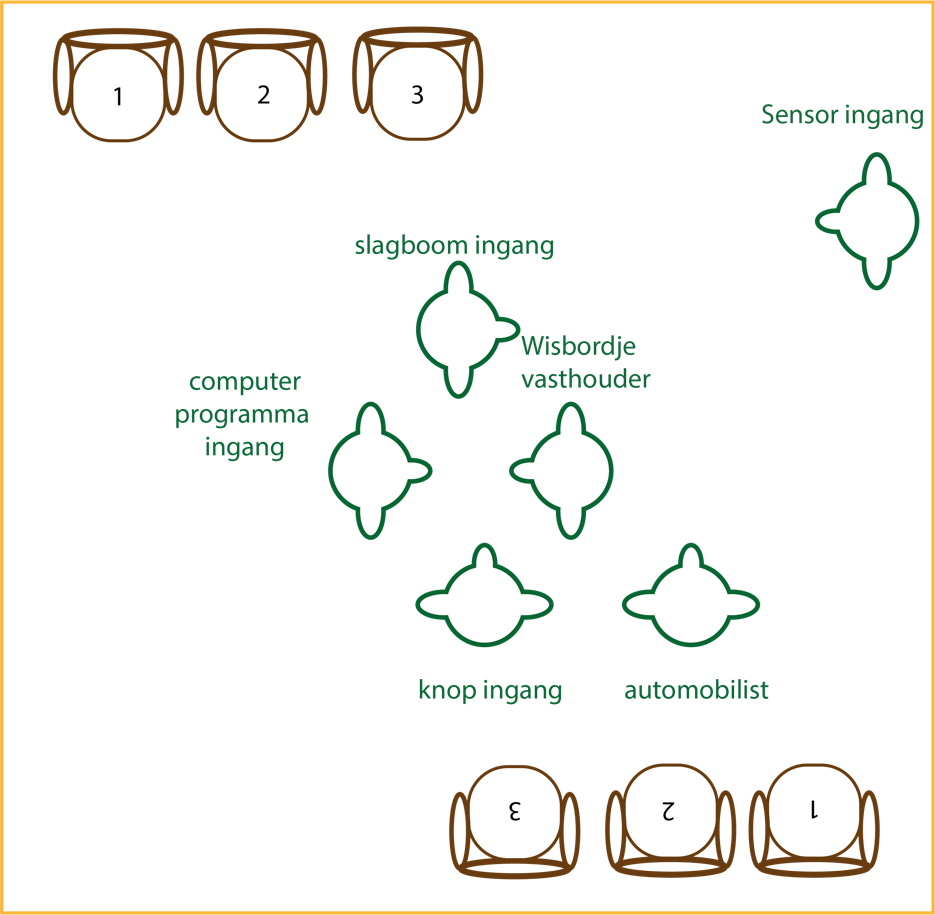 1
2
3
Sensor ingang
slagboom ingang
Wisbordje
vasthouder
computer
programma
ingang
knop ingang
automobilist
3
2
1